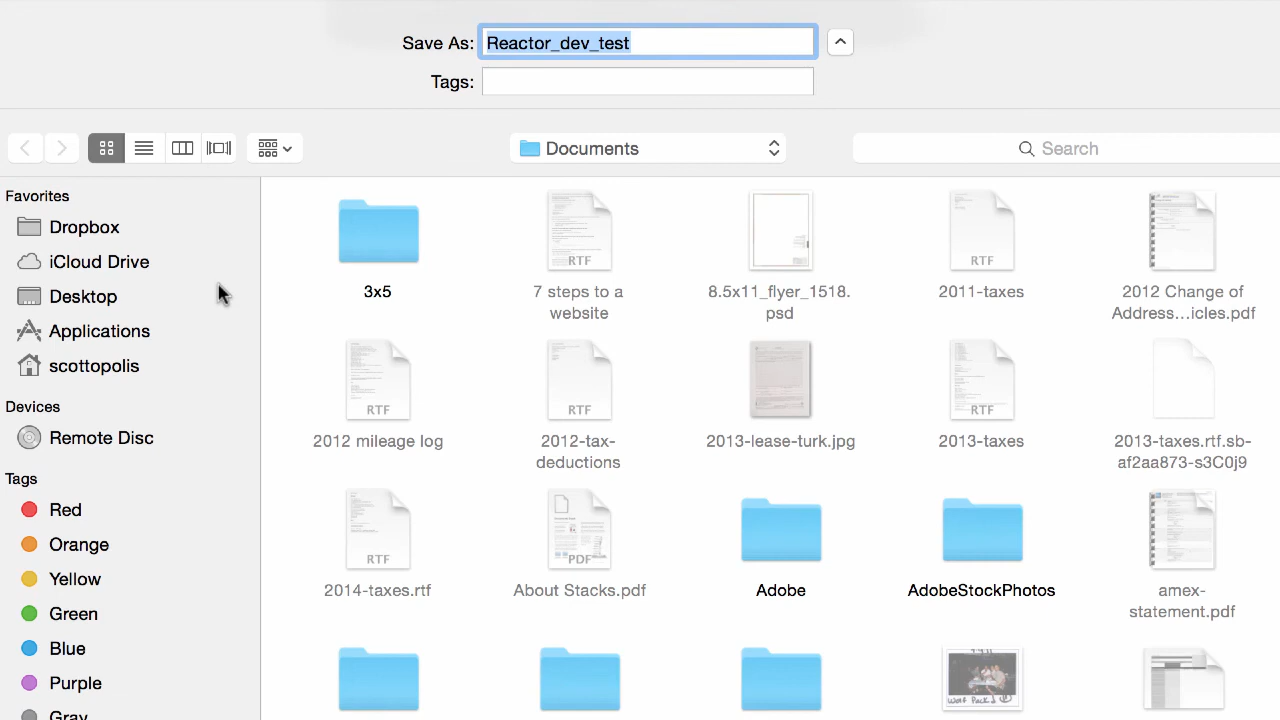 Save As: Reactor_dev_test
Tags:
Documents
Search
Favorites
Dropbox
iCloud Drive
Desktop
Applications
scottopolis
Devices
Remote Disc
Tags
Red
Orange
Yellow
Green
Blue
Purple
Gray
3x5
RTF
7 steps to a
website
8.5x11_flyer_1518.
psd
RTF
2011-taxes
2012 Change of
Address...icles.pdf
RTF
2012 mileage log
RTF
2012-tax-
deductions
2013-lease-turk.jpg
RTF
2013-taxes
2013-taxes.rtf.sb-
af2aa873-s3C0j9
RTF
2014-taxes.rtf
PDF
About Stacks.pdf
Adobe
AdobeStockPhotos
amex-
statement.pdf